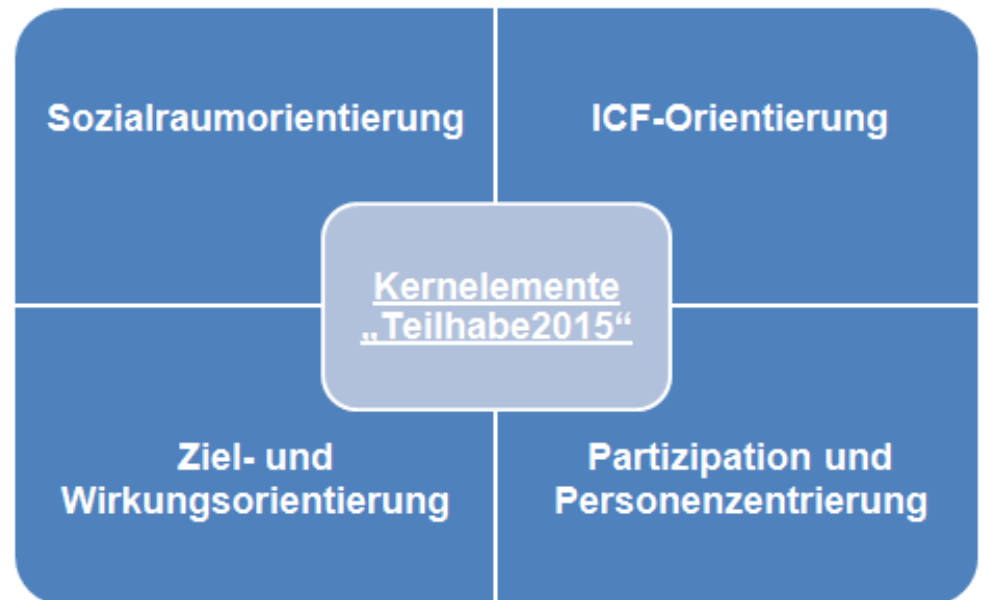 Sozialraumorientierung
ICF-Orientierung
Kernelemente
„Teilhabe2015“
Ziel- und
Wirkungsorientierung
Partizipation und
Personenzentrierung